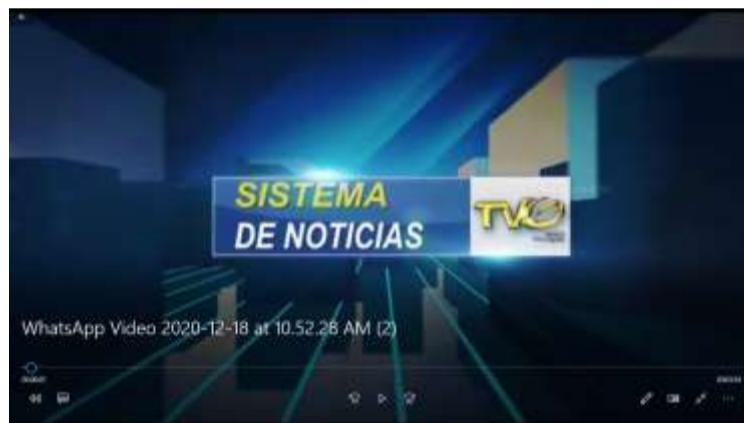 SISTEMA
DE NOTICIAS
TVO
WhatsApp Video 2020-12-18 at 10.52.28 AM (2)